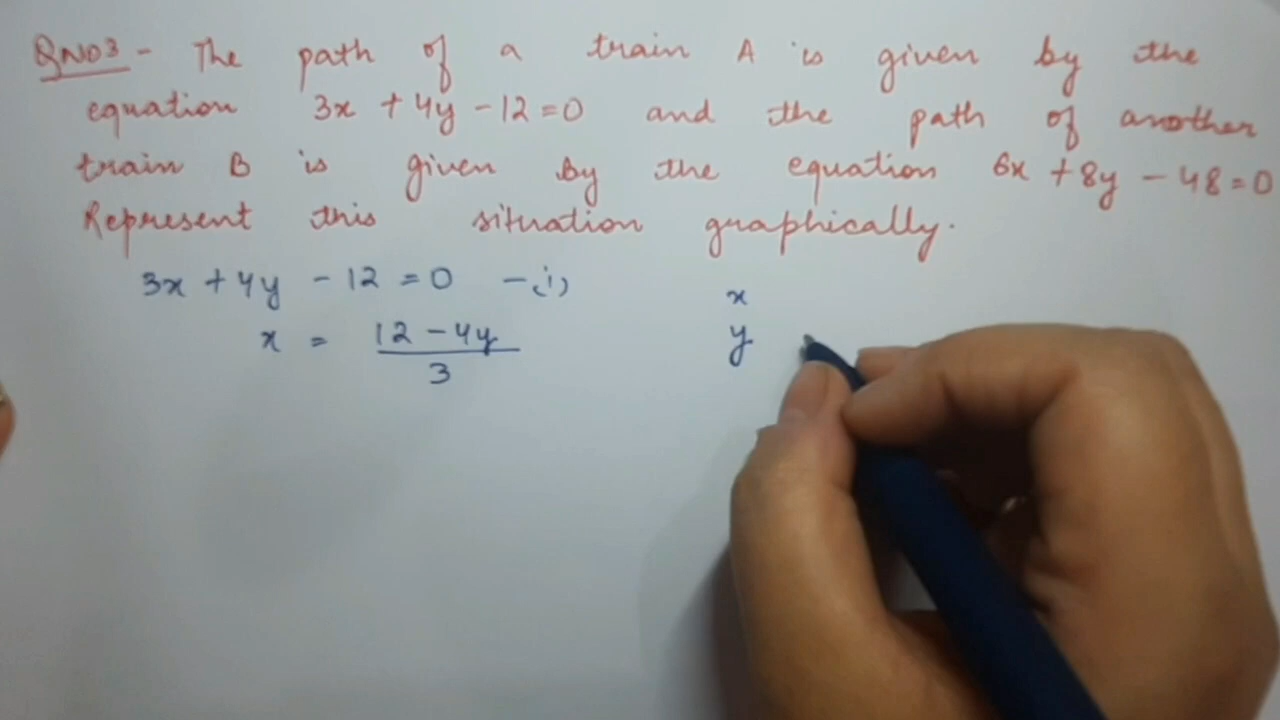 QNO3 - The path of a train A is given by the
equation 3x + 4y - 12 = 0 and the path of another
train B is given by the equation 6x + 8y - 48 = 0
Represent this situation graphically.
3x + 4y - 12 = 0 - (i)
x = 12 - 4y
3
x
y